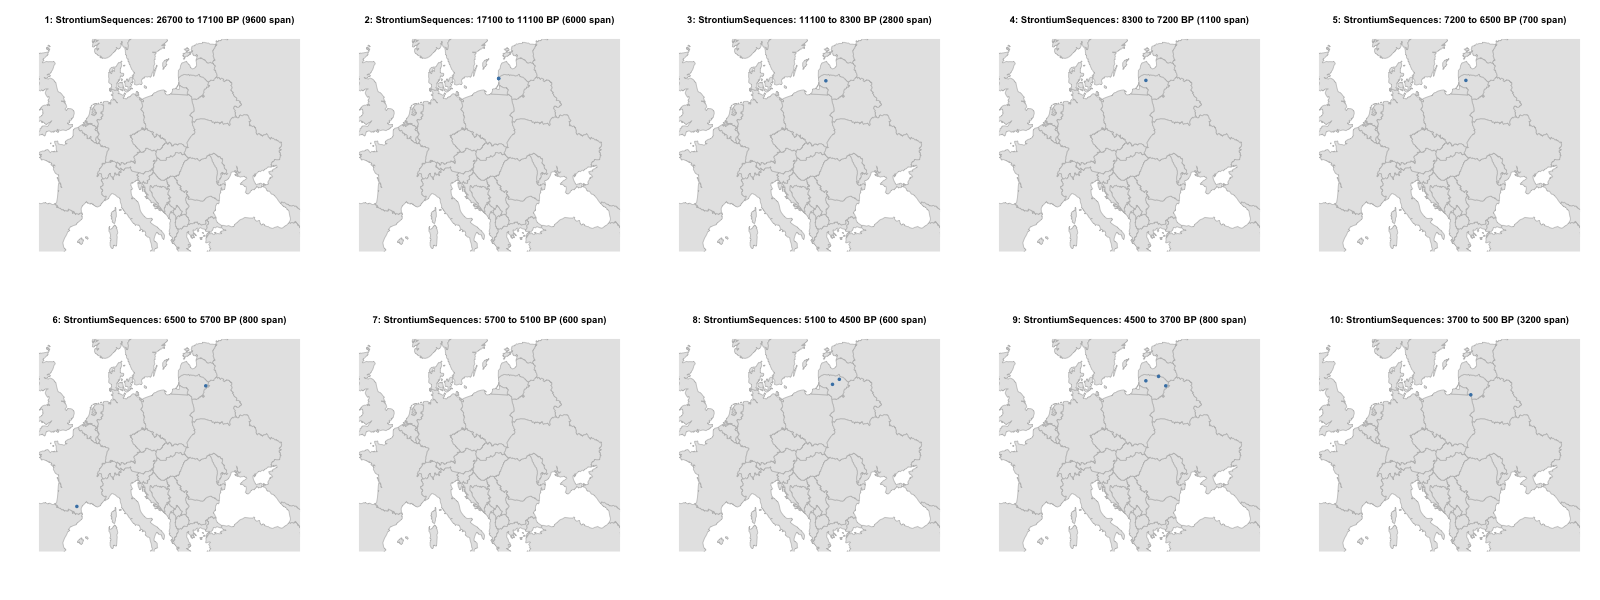 1: StrontiumSequences: 26700 to 17100 BP (9600 span)
2: StrontiumSequences: 17100 to 11100 BP (6000 span)
3: StrontiumSequences: 11100 to 8300 BP (2800 span)
4: StrontiumSequences: 8300 to 7200 BP (1100 span)
5: StrontiumSequences: 7200 to 6500 BP (700 span)
6: StrontiumSequences: 6500 to 5700 BP (800 span)
7: StrontiumSequences: 5700 to 5100 BP (600 span)
8: StrontiumSequences: 5100 to 4500 BP (600 span)
9: StrontiumSequences: 4500 to 3700 BP (800 span)
10: StrontiumSequences: 3700 to 500 BP (3200 span)